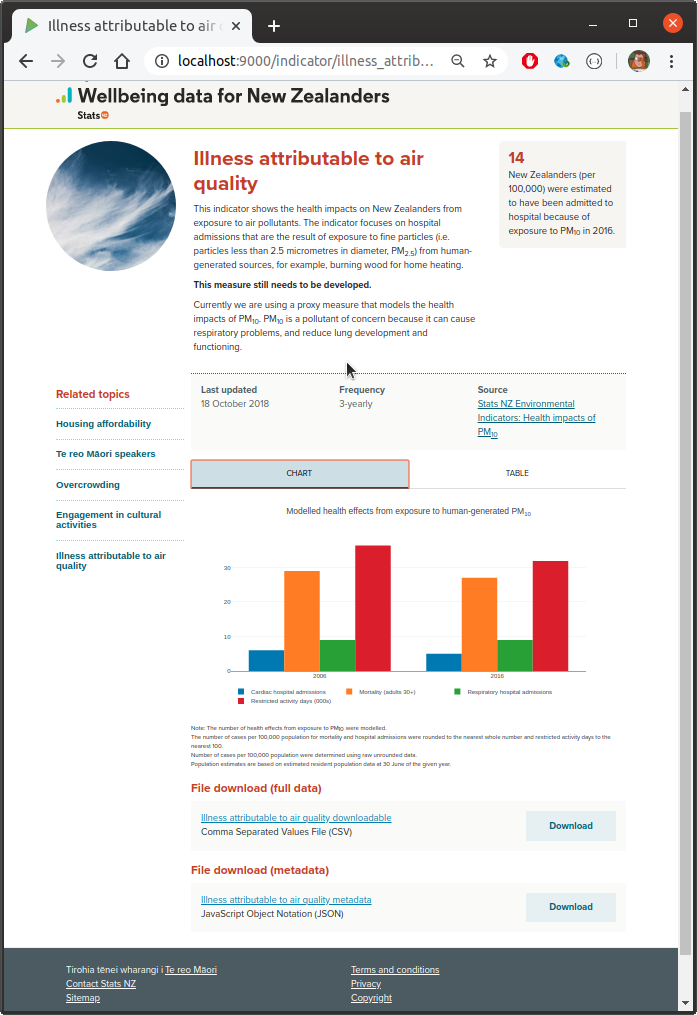 Illness attributable to air
localhost:9000/indicator/illness_attrib...
Wellbeing data for New Zealanders
Stats NZ
Illness attributable to air
quality
This indicator shows the health impacts on New Zealanders from
exposure to air pollutants. The indicator focuses on hospital
admissions that are the result of exposure to fine particles (i.e.
particles less than 2.5 micrometres in diameter, PM2.5) from human-
generated sources, for example, burning wood for home heating.
This measure still needs to be developed.
Currently we are using a proxy measure that models the health
impacts of PM10. PM10 is a pollutant of concern because it can cause
respiratory problems, and reduce lung development and
functioning.
14
New Zealanders (per
100,000) were estimated
to have been admitted to
hospital because of
exposure to PM10 in 2016.
Related topics
Housing affordability
Te reo Māori speakers
Overcrowding
Engagement in cultural
activities
Illness attributable to air
quality
Last updated
18 October 2018
Frequency
3-yearly
Source
Stats NZ Environmental
Indicators: Health impacts of
PM10
CHART
TABLE
Modelled health effects from exposure to human-generated PM10
30
20
10
0
2006
2016
Cardiac hospital admissions
Mortality (adults 30+)
Respiratory hospital admissions
Restricted activity days (000s)
Note: The number of health effects from exposure to PM10 were modelled.
The number of cases per 100,000 population for mortality and hospital admissions were rounded to the nearest whole number and restricted activity days to the
nearest 100.
Number of cases per 100,000 population were determined using raw unrounded data.
Population estimates are based on estimated resident population data at 30 June of the given year.
File download (full data)
Illness attributable to air quality downloadable
Comma Separated Values File (CSV)
Download
File download (metadata)
Illness attributable to air quality metadata
JavaScript Object Notation (JSON)
Download
Tirohia tēnei wharangi i Te reo Māori
Contact Stats NZ
Sitemap
Terms and conditions
Privacy
Copyright